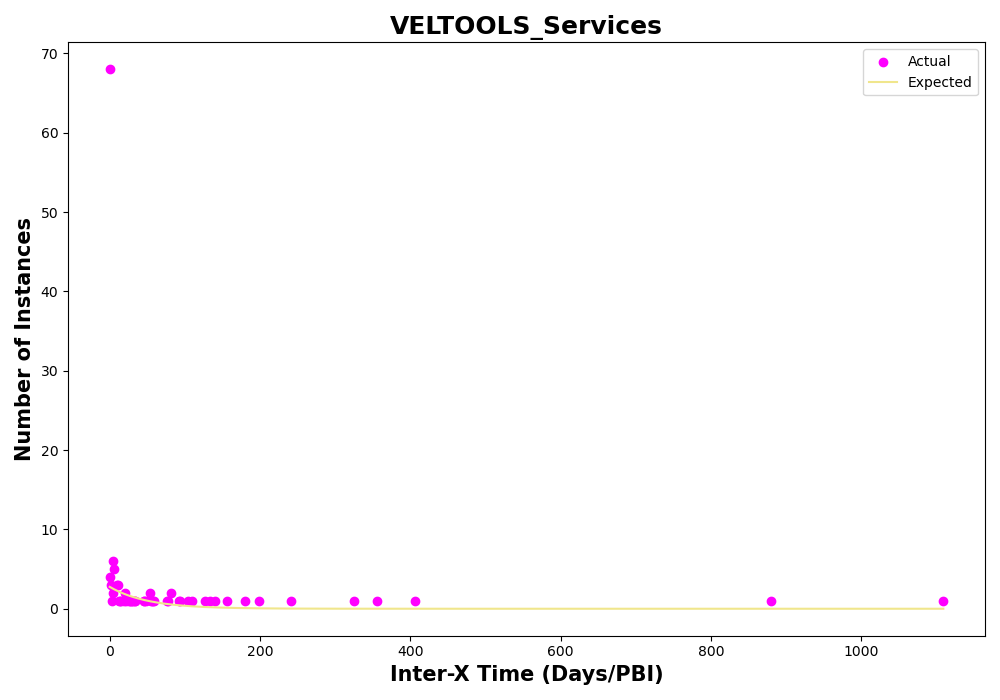 VELTOOLS_Services
Actual
Expected
70
60
50
40
30
20
10
0
Number of Instances
0 200 400 600 800 1000
Inter-X Time (Days/PBI)